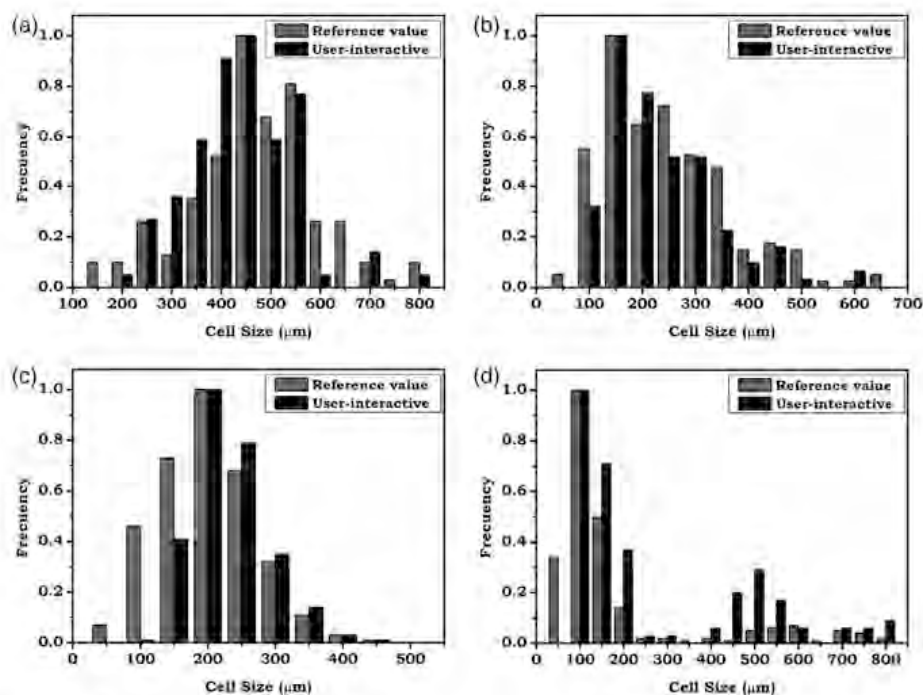 (a)
1.0
0.8
0.6
0.4
0.2
0.0
Frecuency
Reference value
User-interactive
100 200 300 400 500 600 700 800
Cell Size (μm)
(b)
1.0
0.8
0.6
0.4
0.2
0.0
Frecuency
Reference value
User-interactive
0 100 200 300 400 500 600 700
Cell Size (μm)
(c)
1.0
0.8
0.6
0.4
0.2
0.0
Frecuency
Reference value
User-interactive
0 100 200 300 400 500
Cell Size (μm)
(d)
1.0
0.8
0.6
0.4
0.2
0.0
Frecuency
Reference value
User-interactive
0 100 200 300 400 500 600 700 800
Cell Size (μm)